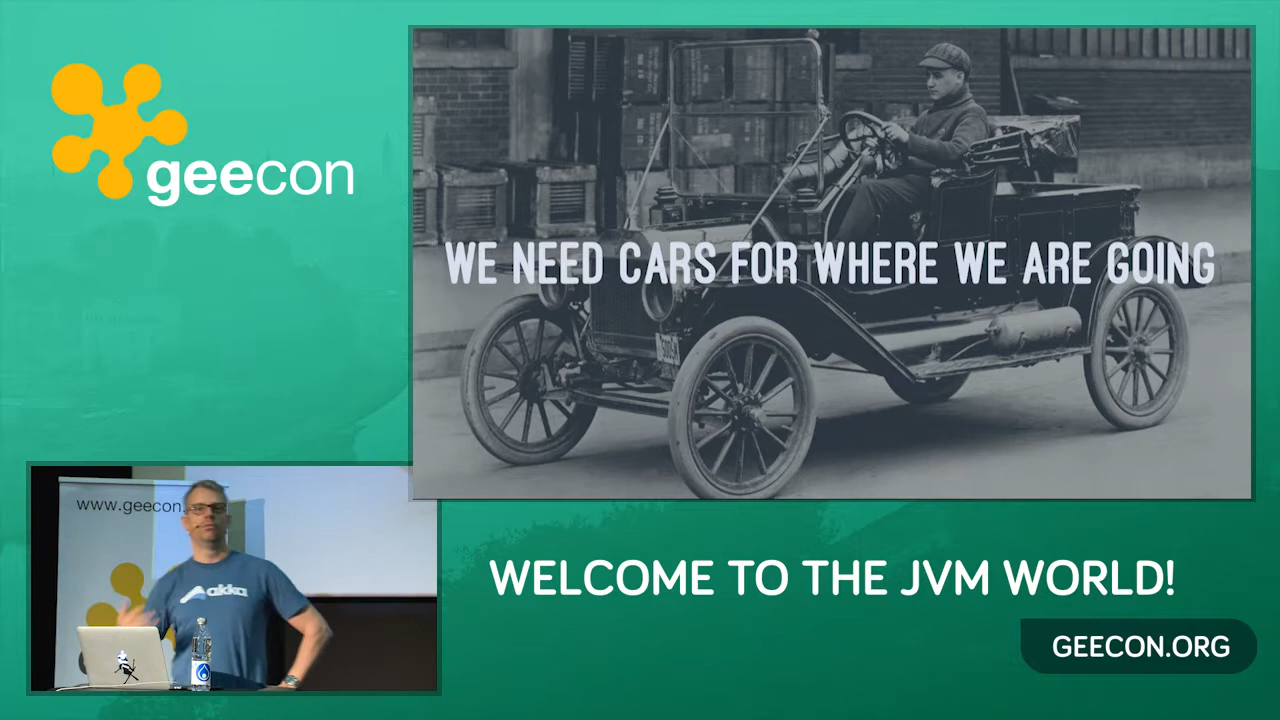 geecon
WE NEED CARS FOR WHERE WE ARE GOING
www.geecon.
akka
WELCOME TO THE JVM WORLD!
GEECON.ORG